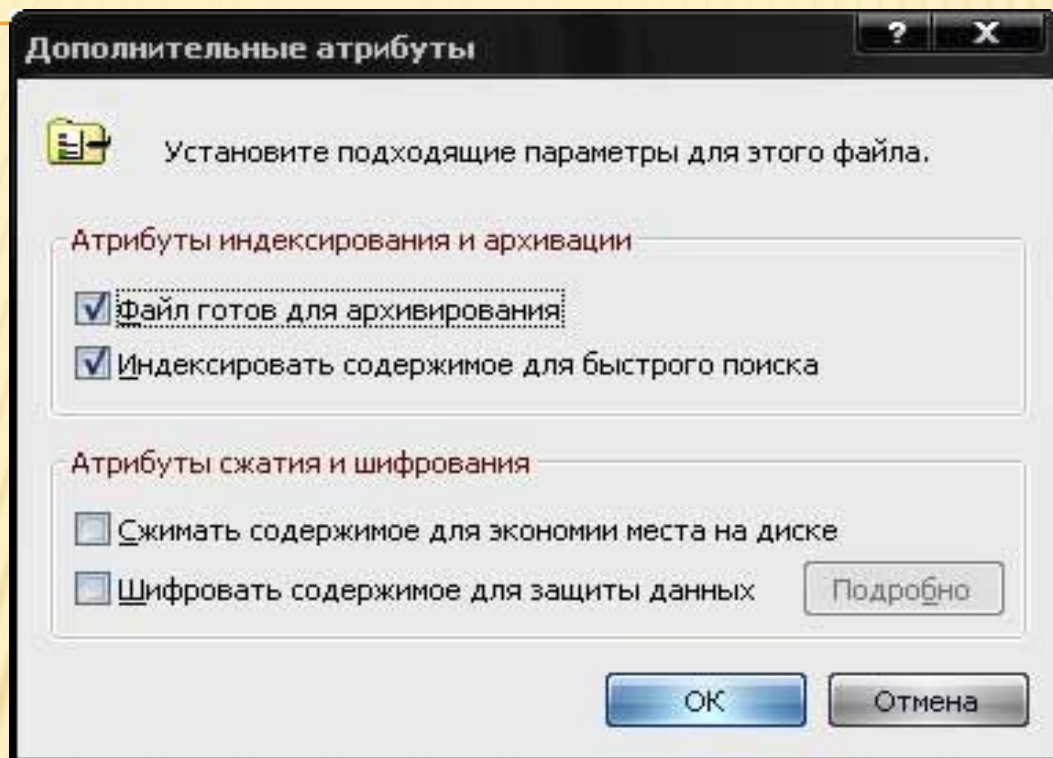 Дополнительные атрибуты
? X
Установите подходящие параметры для этого файла.
Атрибуты индексирования и архивации
Файл готов для архивирования
Индексировать содержимое для быстрого поиска
Атрибуты сжатия и шифрования
Сжимать содержимое для экономии места на диске
Шифровать содержимое для защиты данных
Подробно
ОК
Отмена